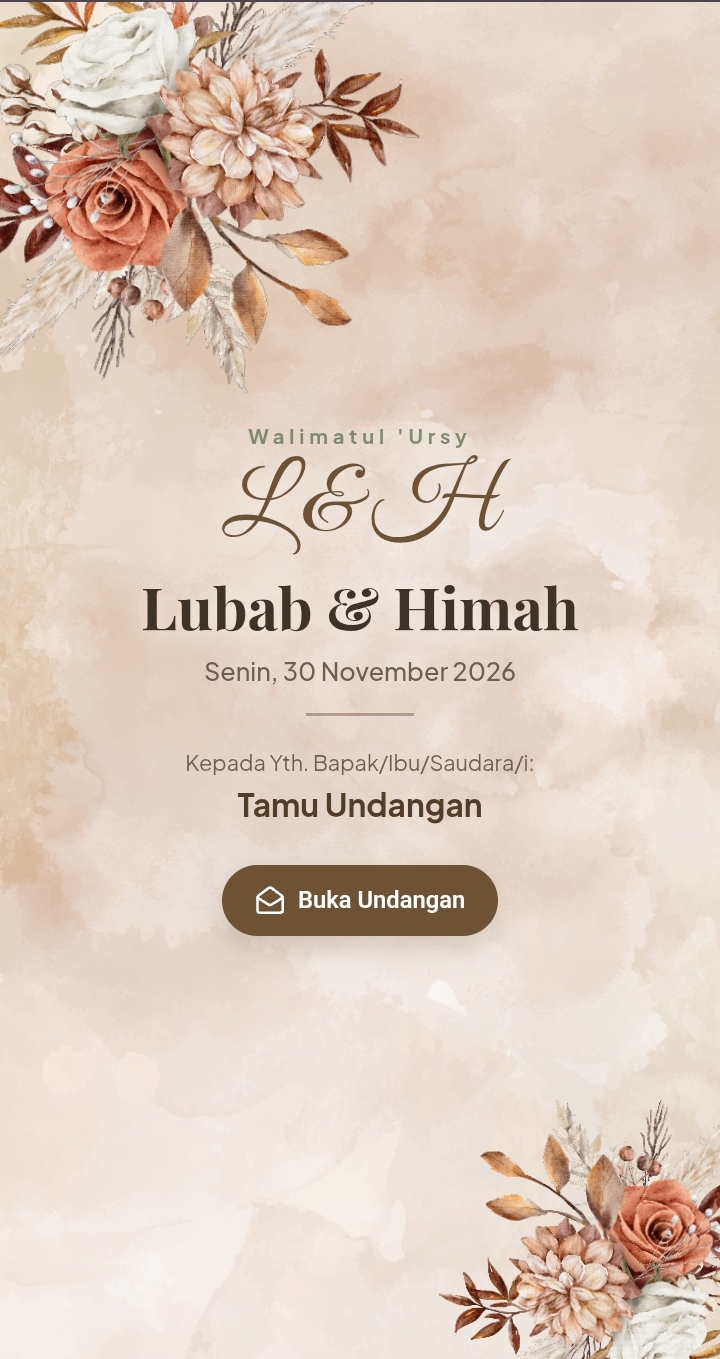 Walimatul 'Ursy
L & H
Lubab & Himah
Senin, 30 November 2026
Kepada Yth. Bapak/Ibu/Saudara/i:
Tamu Undangan
Buka Undangan